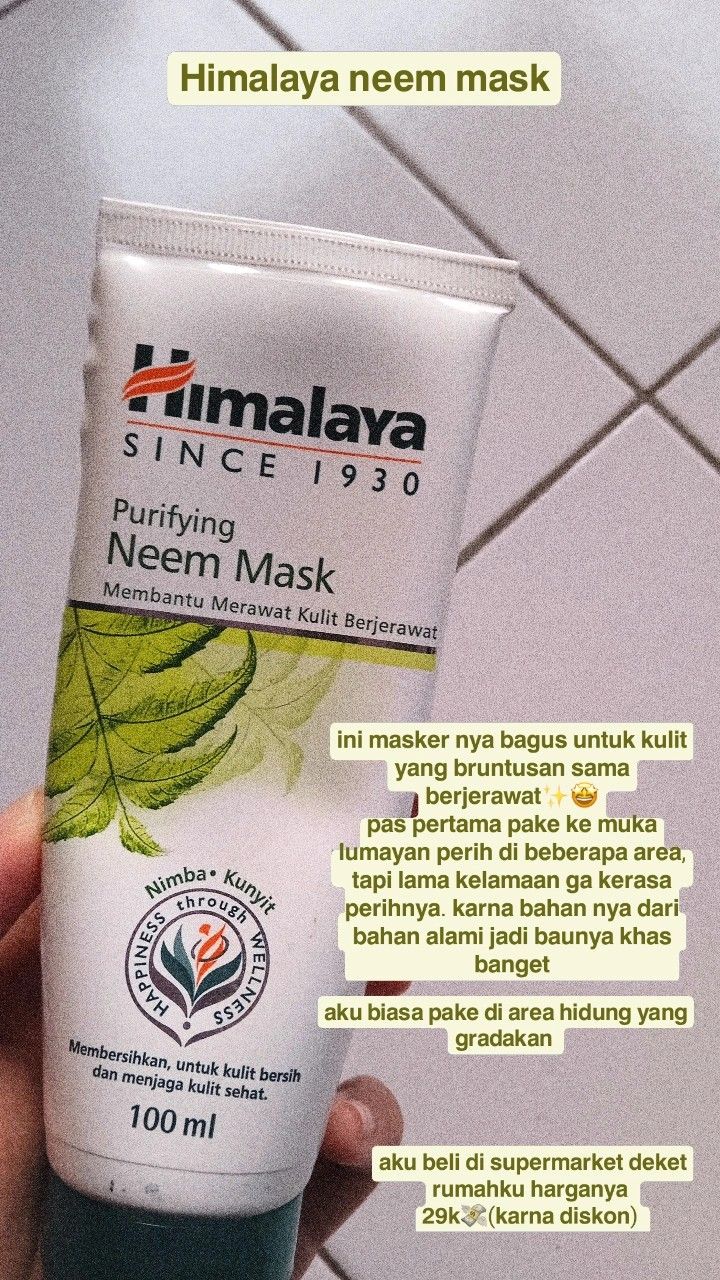 Himalaya neem mask
Himalaya
SINCE 1930
Purifying
Neem Mask
Membantu Merawat Kulit Berjerawat
ini masker nya bagus untuk kulit
yang bruntusan sama
berjerawat✨🤩
pas pertama pake ke muka
lumayan perih di beberapa area,
tapi lama kelamaan ga kerasa
perihnya. karna bahan nya dari
bahan alami jadi baunya khas
banget
Nimba • Kunyit
HAPPINESS through WELLNESS
aku biasa pake di area hidung yang
gradakan
Membersihkan, untuk kulit bersih
dan menjaga kulit sehat.
100 ml
aku beli di supermarket deket
rumahku harganya
29k💸(karna diskon)